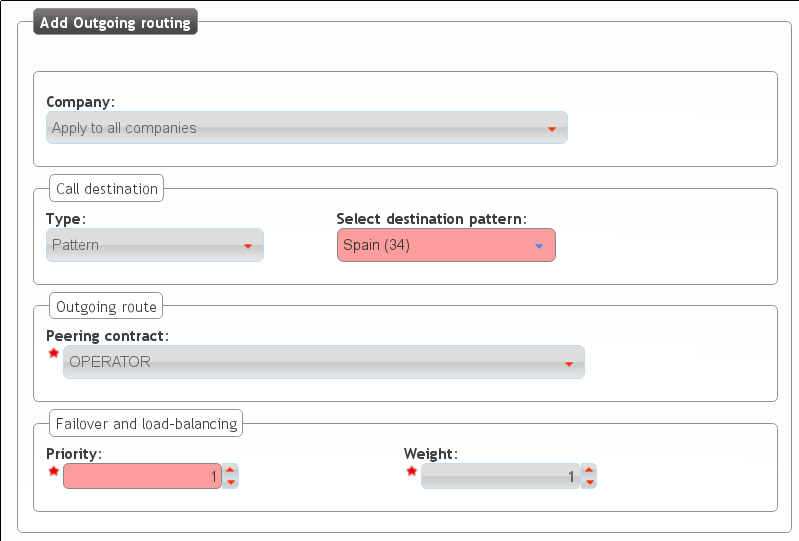 Add Outgoing routing
Company:
Apply to all companies
Call destination
Type: Select destination pattern:
Pattern Spain (34)
Outgoing route
Peering contract:
OPERATOR
Failover and load-balancing
Priority: Weight:
1 1